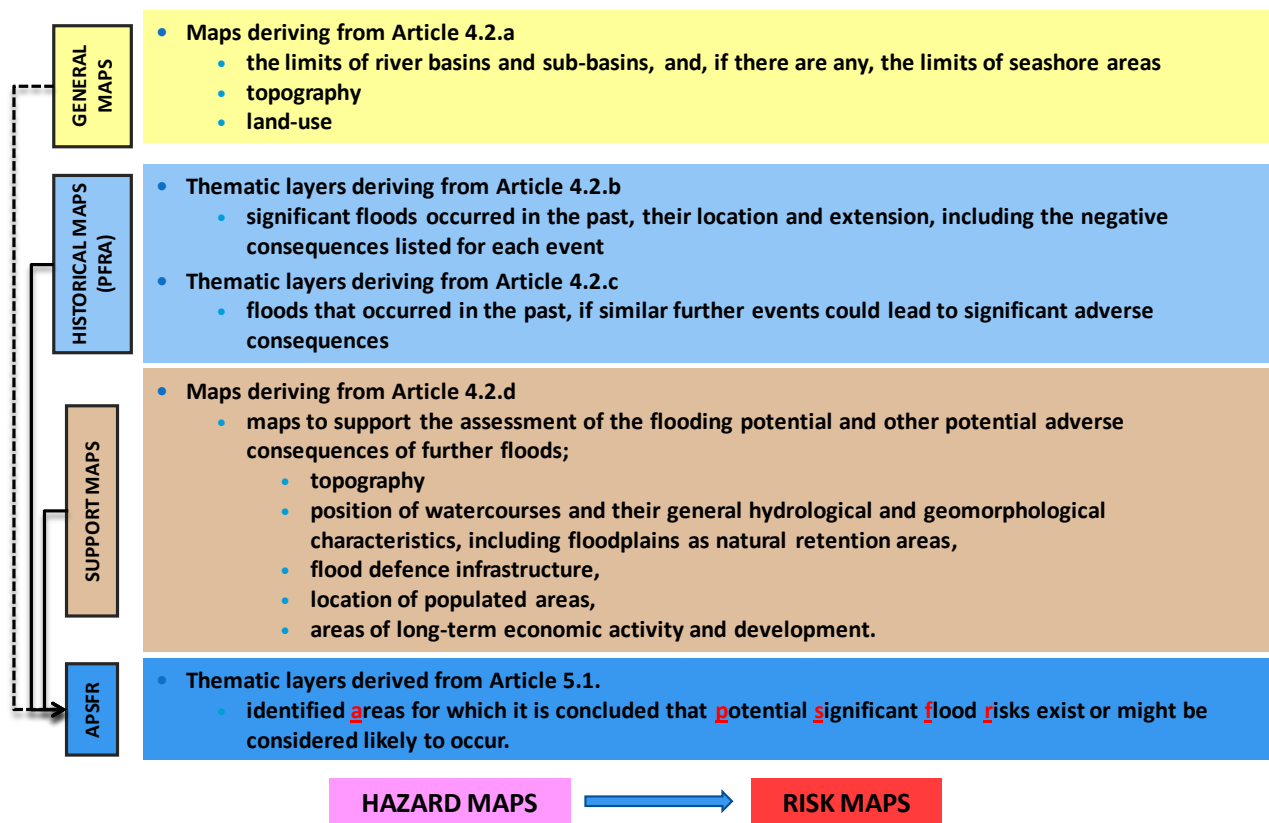 GENERAL
MAPS
• Maps deriving from Article 4.2.a
• the limits of river basins and sub-basins, and, if there are any, the limits of seashore areas
• topography
• land-use
HISTORICAL MAPS
(PFRA)
• Thematic layers deriving from Article 4.2.b
• significant floods occurred in the past, their location and extension, including the negative
consequences listed for each event
• Thematic layers deriving from Article 4.2.c
• floods that occurred in the past, if similar further events could lead to significant adverse
consequences
SUPPORT MAPS
• Maps deriving from Article 4.2.d
• maps to support the assessment of the flooding potential and other potential adverse
consequences of further floods;
• topography
• position of watercourses and their general hydrological and geomorphological
characteristics, including floodplains as natural retention areas,
• flood defence infrastructure,
• location of populated areas,
• areas of long-term economic activity and development.
APSFR
• Thematic layers derived from Article 5.1.
• identified areas for which it is concluded that potential significant flood risks exist or might be
considered likely to occur.
HAZARD MAPS
RISK MAPS